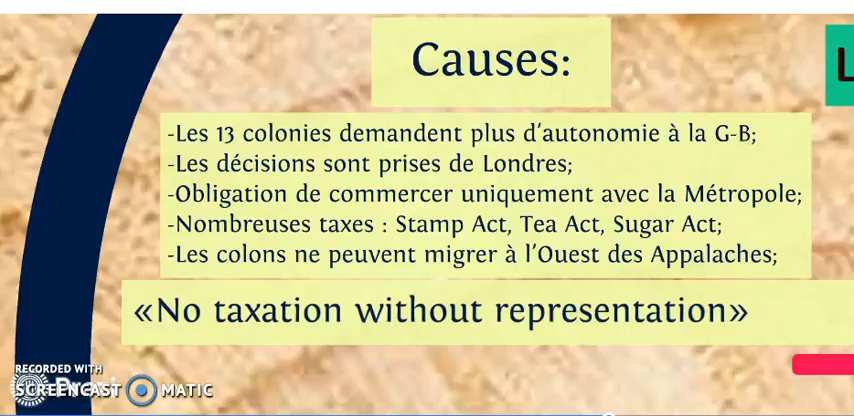 Causes:
-Les 13 colonies demandent plus d'autonomie à la G-B;
-Les décisions sont prises de Londres;
-Obligation de commercer uniquement avec la Métropole;
-Nombreuses taxes : Stamp Act, Tea Act, Sugar Act;
-Les colons ne peuvent migrer à l'Ouest des Appalaches;
«No taxation without representation»
L
RECORDED WITH
SCREENCAST MATIC